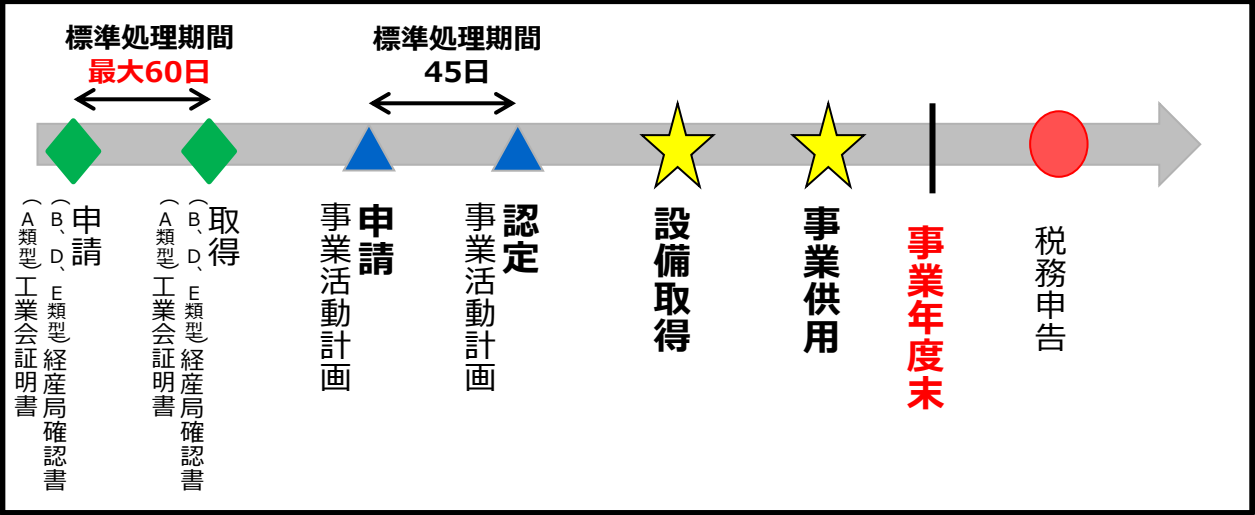 標準処理期間
最大60日
標準処理期間
45日
（A類型）工業会証明書
（B、D、E類型）経産局確認書
申請
（A類型）工業会証明書
（B、D、E類型）経産局確認書
取得
事業活動計画
申請
事業活動計画
認定
設備取得
事業供用
事業年度末
税務申告